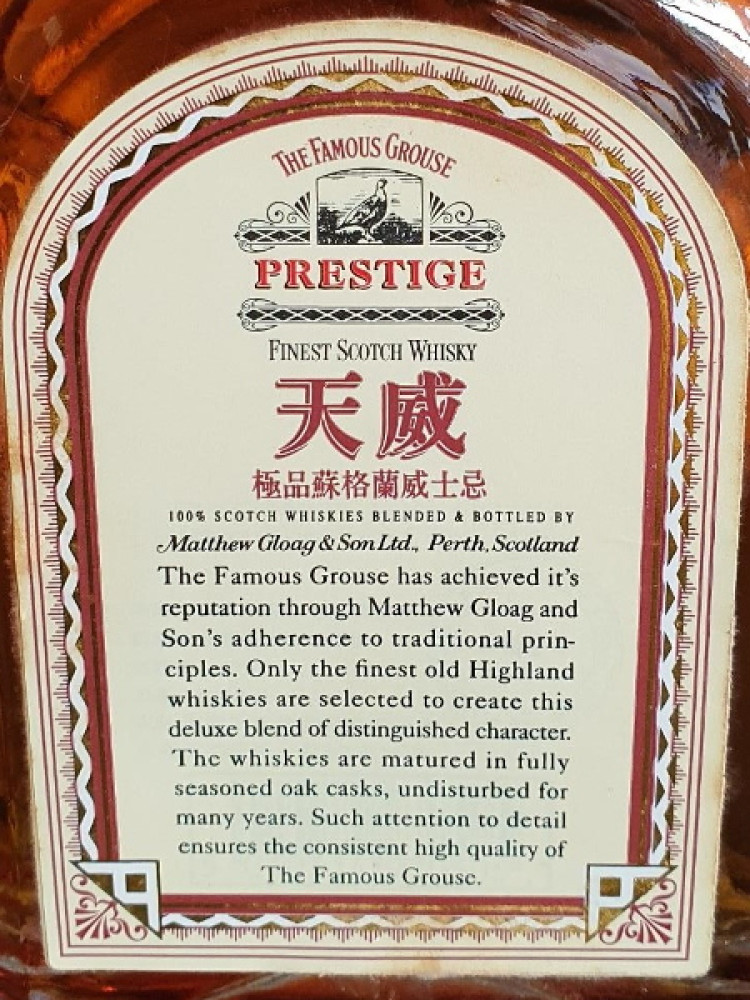 THE FAMOUS GROUSE
PRESTIGE
FINEST SCOTCH WHISKY
天威
極品蘇格蘭威士忌
100% SCOTCH WHISKIES BLENDED & BOTTLED BY
Matthew Gloag & Son Ltd., Perth, Scotland
The Famous Grouse has achieved it's
reputation through Matthew Gloag and
Son's adherence to traditional prin-
ciples. Only the finest old Highland
whiskies are selected to create this
deluxe blend of distinguished character.
The whiskies are matured in fully
seasoned oak casks, undisturbed for
many years. Such attention to detail
ensures the consistent high quality of
The Famous Grouse.